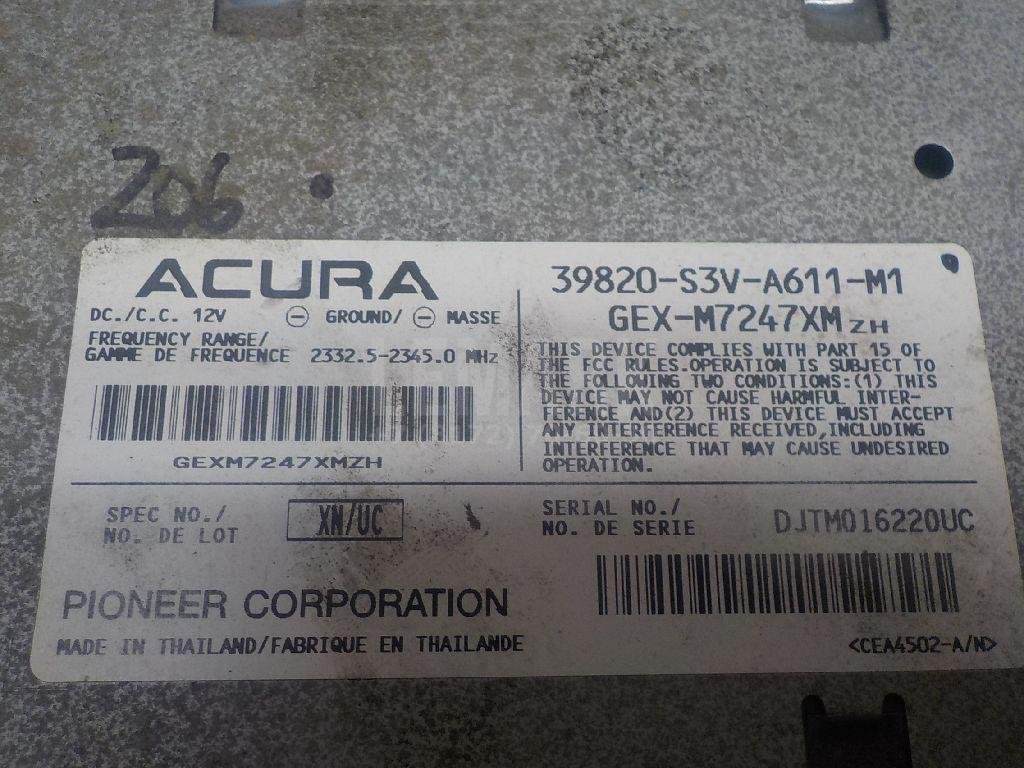 206
ACURA
DC./C.C. 12V ⊖ GROUND/ ⊖ MASSE
FREQUENCY RANGE/
GAMME DE FREQUENCE 2332.5-2345.0 MHz
GEXM7247XMZH
39820-S3V-A611-M1
GEX-M7247XM ZH
THIS DEVICE COMPLIES WITH PART 15 OF
THE FCC RULES.OPERATION IS SUBJECT TO
THE FOLLOWING TWO CONDITIONS:(1) THIS
DEVICE MAY NOT CAUSE HARMFUL INTER-
FERENCE AND(2) THIS DEVICE MUST ACCEPT
ANY INTERFERENCE RECEIVED,INCLUDING
INTERFERENCE THAT MAY CAUSE UNDESIRED
OPERATION.
SPEC NO./
NO. DE LOT
XN/UC
SERIAL NO./
NO. DE SERIE
DJTM016220UC
PIONEER CORPORATION
MADE IN THAILAND/FABRIQUE EN THAILANDE
<CEA4502-A/N>